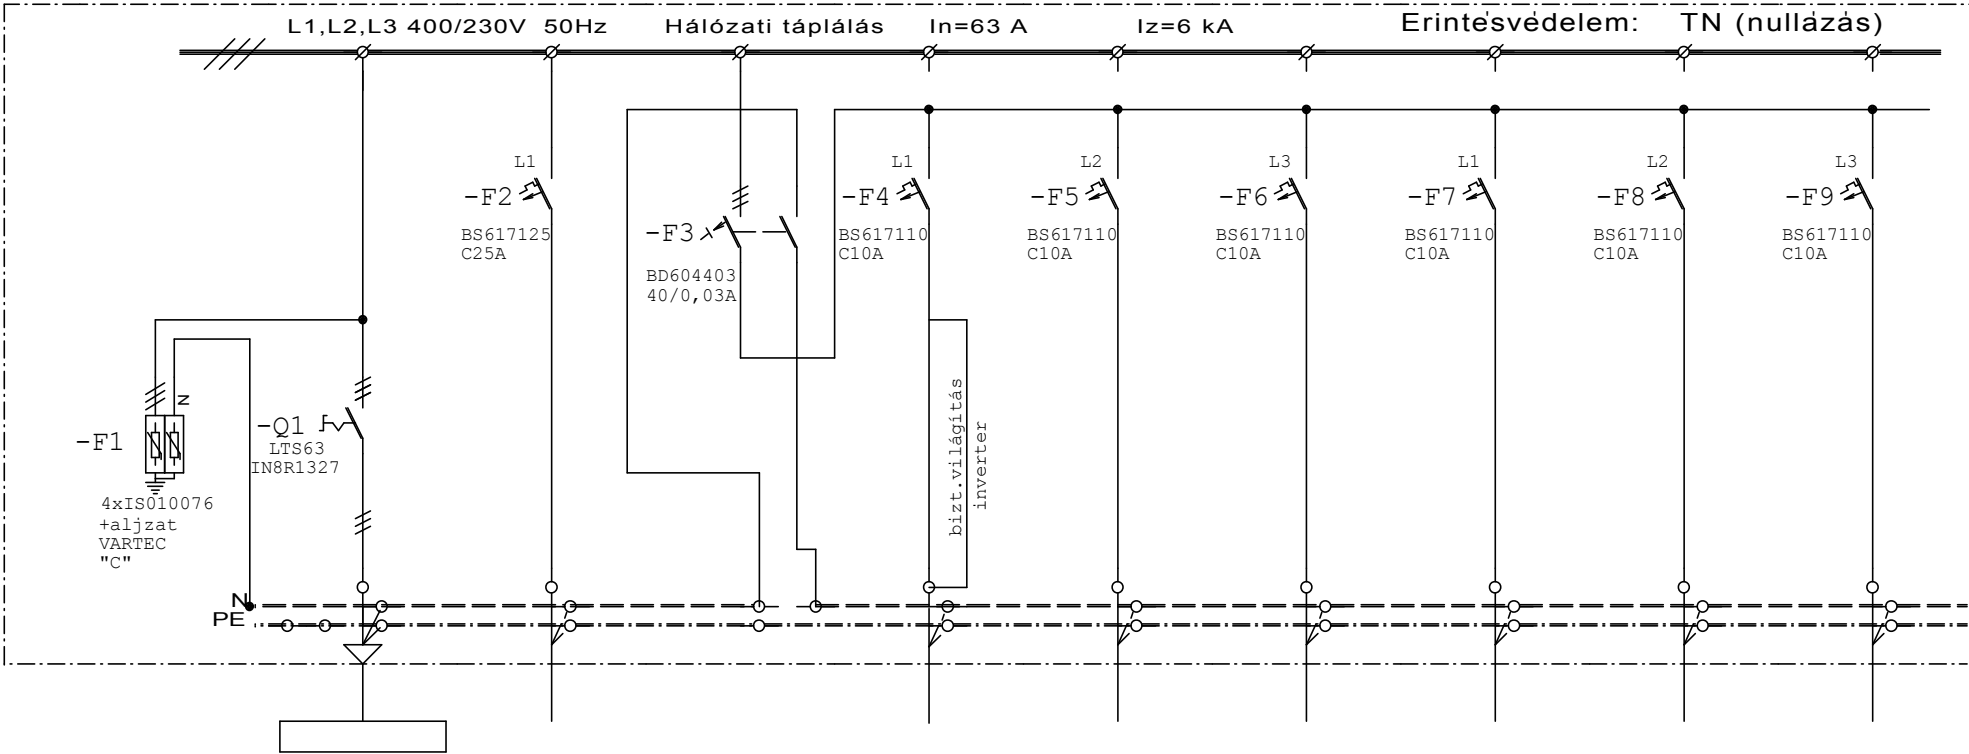 L1,L2,L3 400/230V 50Hz Hálózati táplálás In=63 A Iz=6 kA Érintésvédelem: TN (nullázás)
L1 L1 L2 L3 L1 L2 L3
-F2 -F3 -F4 -F5 -F6 -F7 -F8 -F9
BS617125
C25A
BD604403
40/0,03A
BS617110
C10A
BS617110
C10A
BS617110
C10A
BS617110
C10A
BS617110
C10A
BS617110
C10A
N
-F1
-Q1
LTS63
IN8R1327
4xIS010076
+aljzat
VARTEC
"C"
bizt.világítás
inverter
N
PE